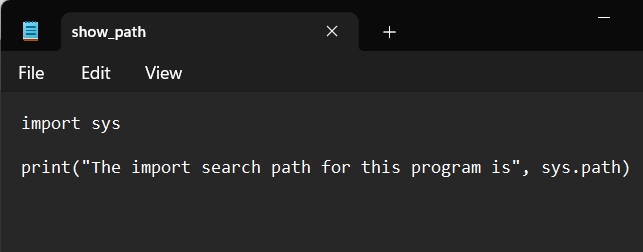 show_path
File Edit View
import sys
print("The import search path for this program is", sys.path)